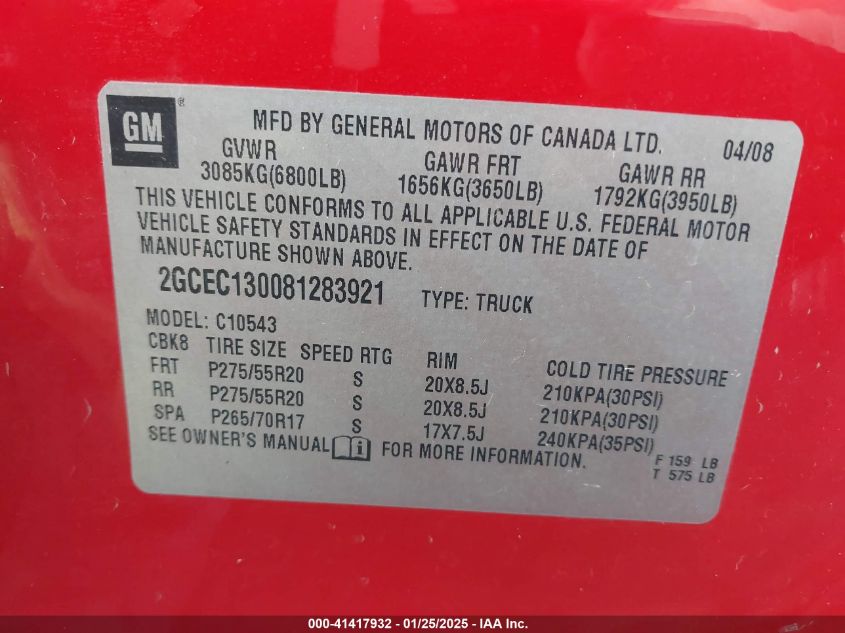 GM® MFD BY GENERAL MOTORS OF CANADA LTD. 04/08
GVWR GAWR FRT GAWR RR
3085KG(6800LB) 1656KG(3650LB) 1792KG(3950LB)
THIS VEHICLE CONFORMS TO ALL APPLICABLE U.S. FEDERAL MOTOR
VEHICLE SAFETY STANDARDS IN EFFECT ON THE DATE OF
MANUFACTURE SHOWN ABOVE.
2GCEC130081283921 TYPE: TRUCK
MODEL: C10543
CBK8 TIRE SIZE SPEED RTG RIM COLD TIRE PRESSURE
FRT P275/55R20 S 20X8.5J 210KPA(30PSI)
RR P275/55R20 S 20X8.5J 210KPA(30PSI)
SPA P265/70R17 S 17X7.5J 240KPA(35PSI)
SEE OWNER'S MANUAL FOR MORE INFORMATION.
F 159 LB
T 575 LB
000-41417932 - 01/25/2025 - IAA Inc.